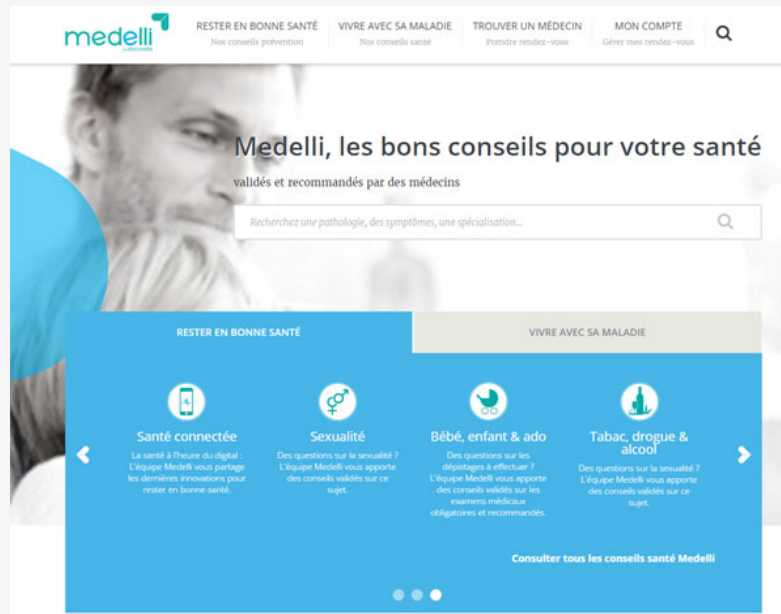 medelli
RESTER EN BONNE SANTÉ
Nos conseils prévention
VIVRE AVEC SA MALADIE
Nos conseils santé
TROUVER UN MÉDECIN
Prendre rendez-vous
MON COMPTE
Gérer mes rendez-vous
Medelli, les bons conseils pour votre santé
validés et recommandés par des médecins
Recherchez une pathologie, des symptômes, une spécialisation...
RESTER EN BONNE SANTÉ
VIVRE AVEC SA MALADIE
Santé connectée
La santé à l'heure du digital :
L'équipe Medelli vous partage
les dernières innovations pour
rester en bonne santé.
Sexualité
Des questions sur la sexualité ?
L'équipe Medelli vous apporte
des conseils validés sur ce
sujet.
Bébé, enfant & ado
Des questions sur les
dépistages à effectuer ?
L'équipe Medelli vous apporte
des conseils validés sur les
examens médicaux
obligatoires et recommandés.
Tabac, drogue &
alcool
Des questions sur la sexualité ?
L'équipe Medelli vous apporte
des conseils validés sur ce
sujet.
Consulter tous les conseils santé Medelli